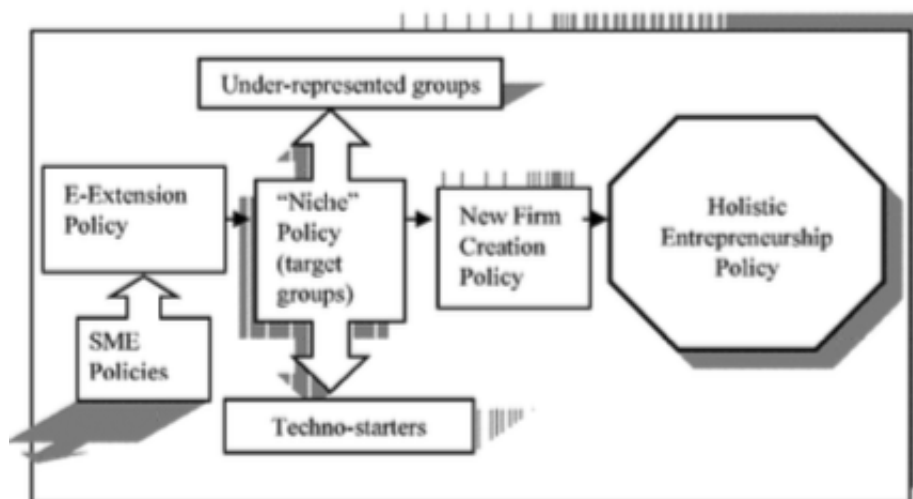 Under-represented groups
E-Extension
Policy
"Niche"
Policy
(target
groups)
New Firm
Creation
Policy
Holistic
Entrepreneurship
Policy
SME
Policies
Techno-starters